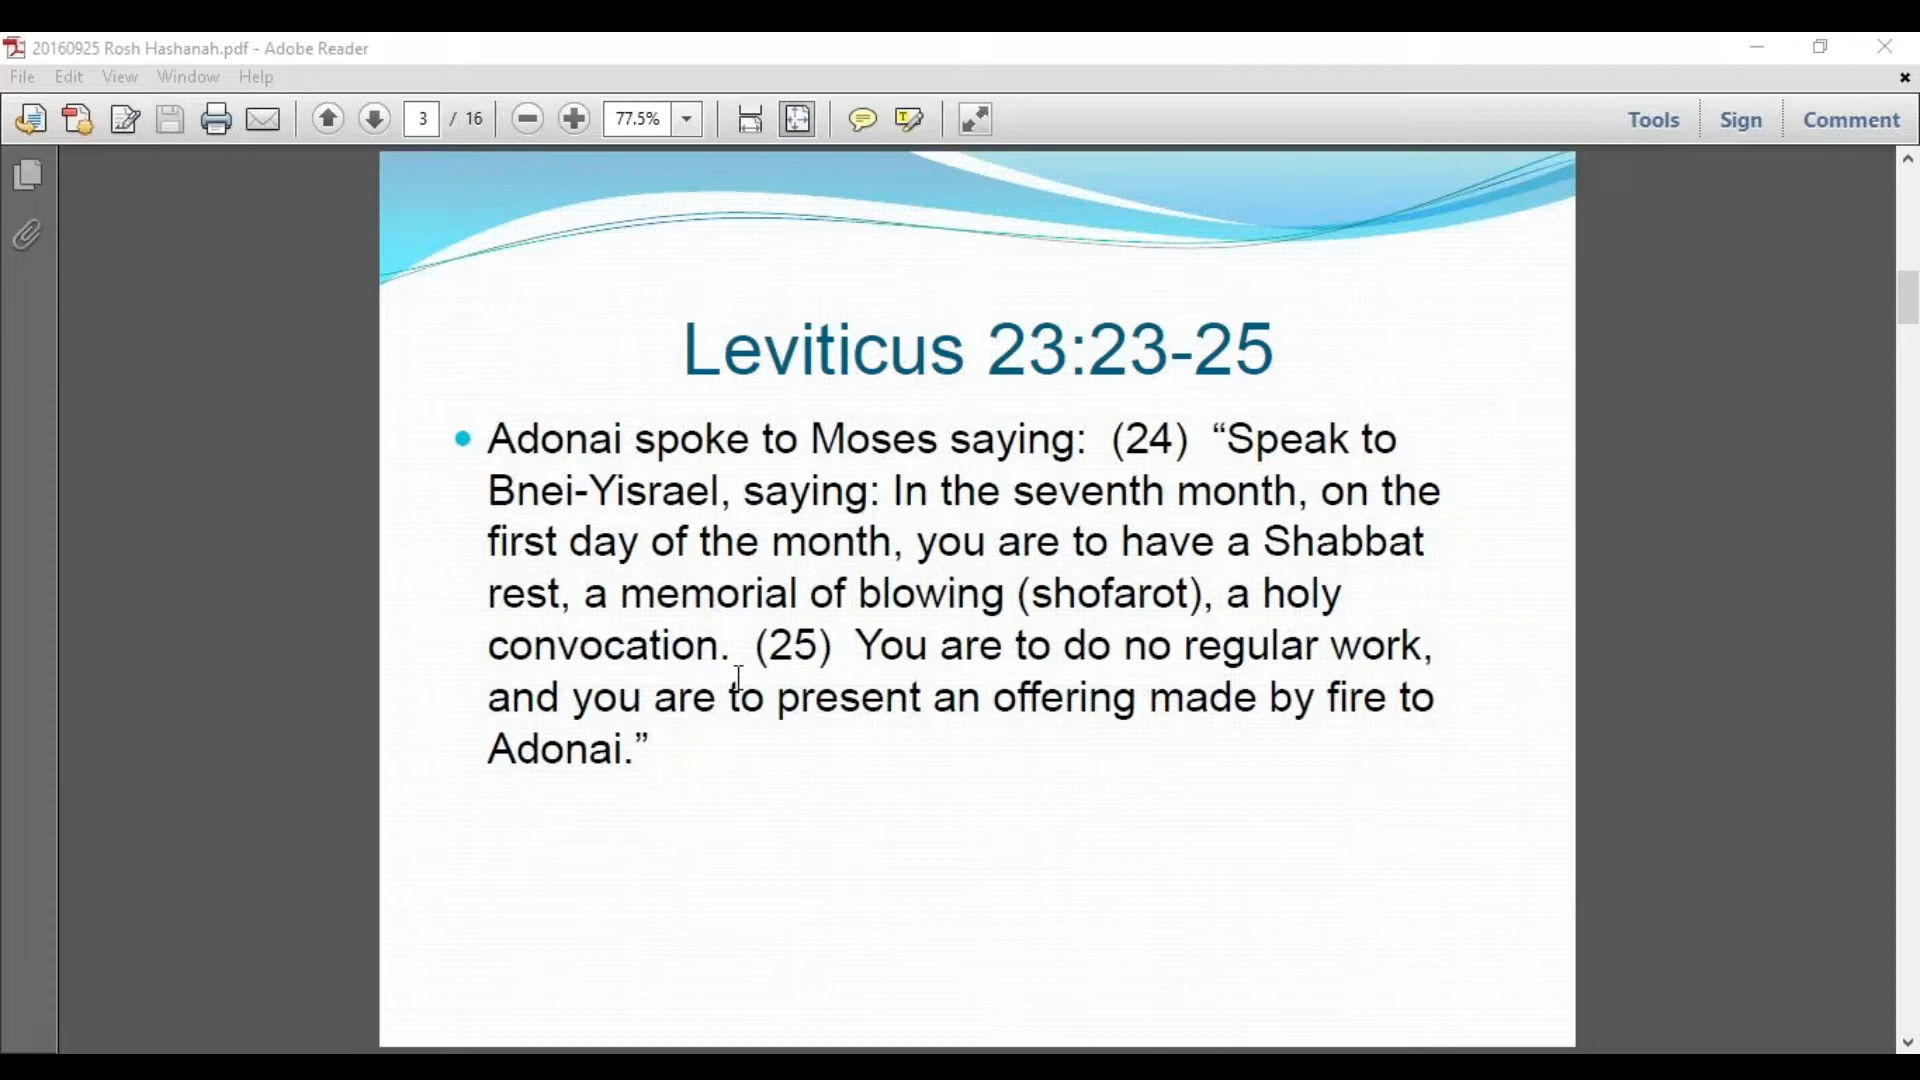 20160925 Rosh Hashanah.pdf - Adobe Reader
File Edit View Window Help
3 / 16 77.5% Tools Sign Comment
Leviticus 23:23-25
• Adonai spoke to Moses saying: (24) “Speak to
Bnei-Yisrael, saying: In the seventh month, on the
first day of the month, you are to have a Shabbat
rest, a memorial of blowing (shofarot), a holy
convocation. (25) You are to do no regular work,
and you are to present an offering made by fire to
Adonai.”